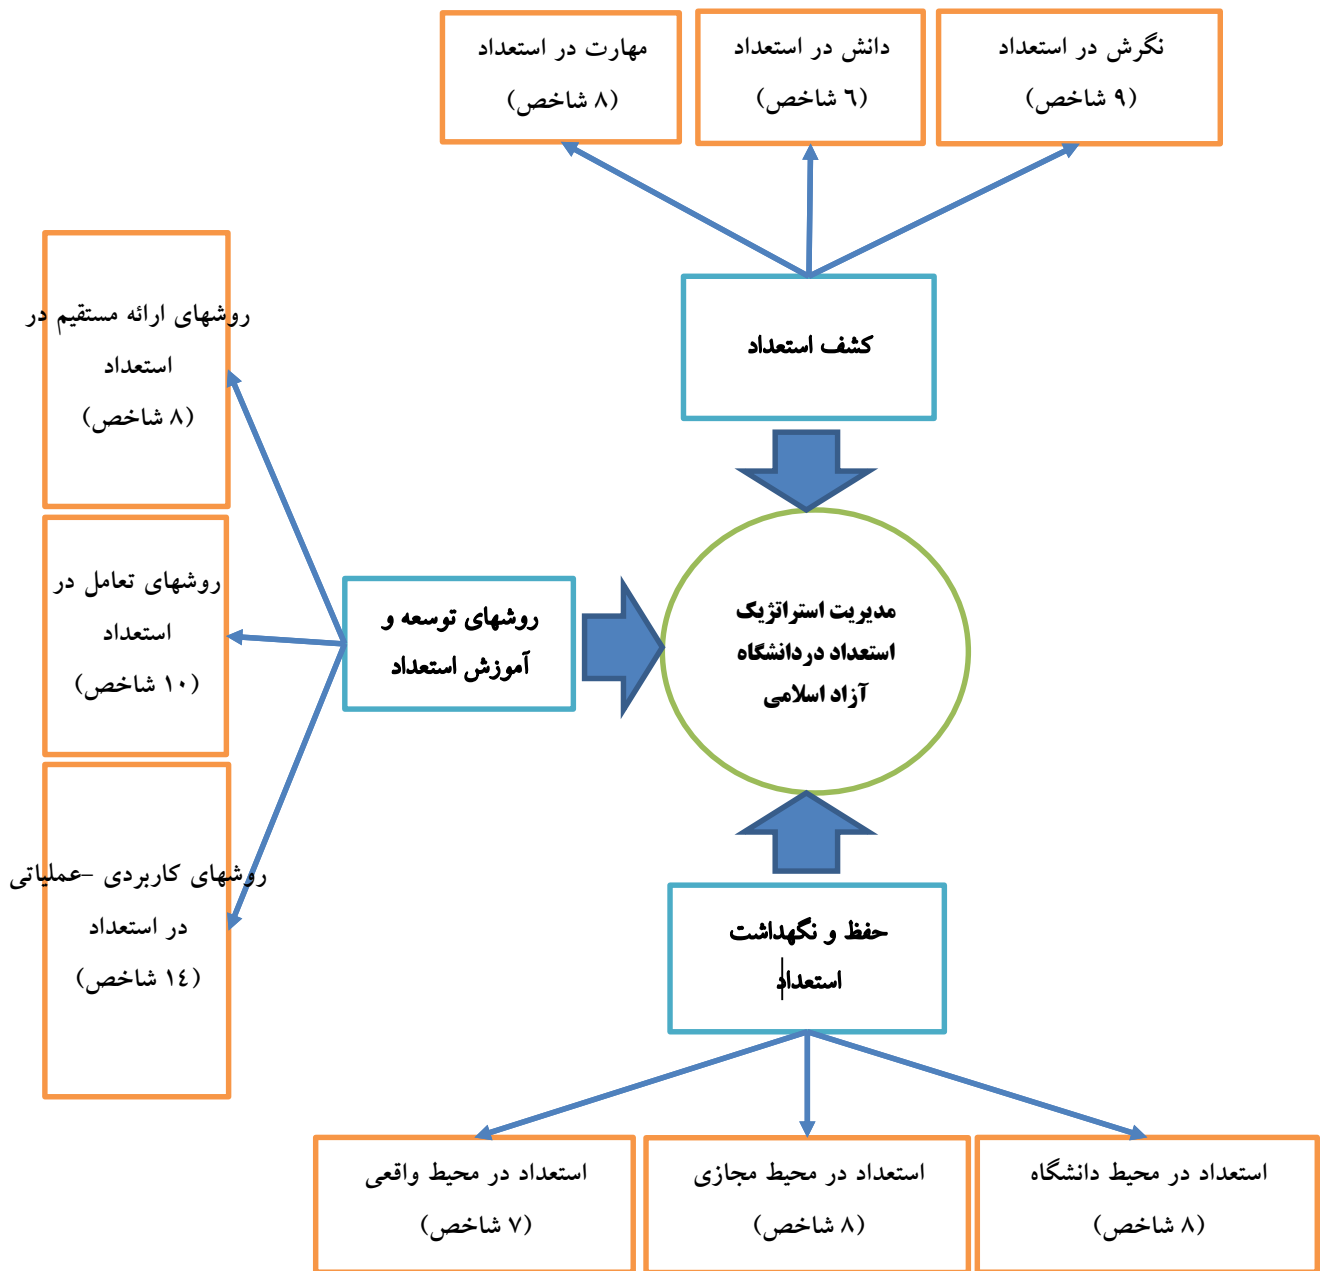 نگرش در استعداد
(۹ شاخص)
دانش در استعداد
(٦ شاخص)
مهارت در استعداد
(۸ شاخص)
کشف استعداد
روشهای ارائه مستقیم در
استعداد
(۸ شاخص)
روشهای تعامل در
استعداد
(۱۰ شاخص)
روشهای کاربردی –عملیاتی
در استعداد
(۱٤ شاخص)
روشهای توسعه و
آموزش استعداد
مدیریت استراتژیک
استعداد دردانشگاه
آزاد اسلامی
حفظ و نگهداشت
استعداد
استعداد در محیط دانشگاه
(۸ شاخص)
استعداد در محیط مجازی
(۸ شاخص)
استعداد در محیط واقعی
(۷ شاخص)